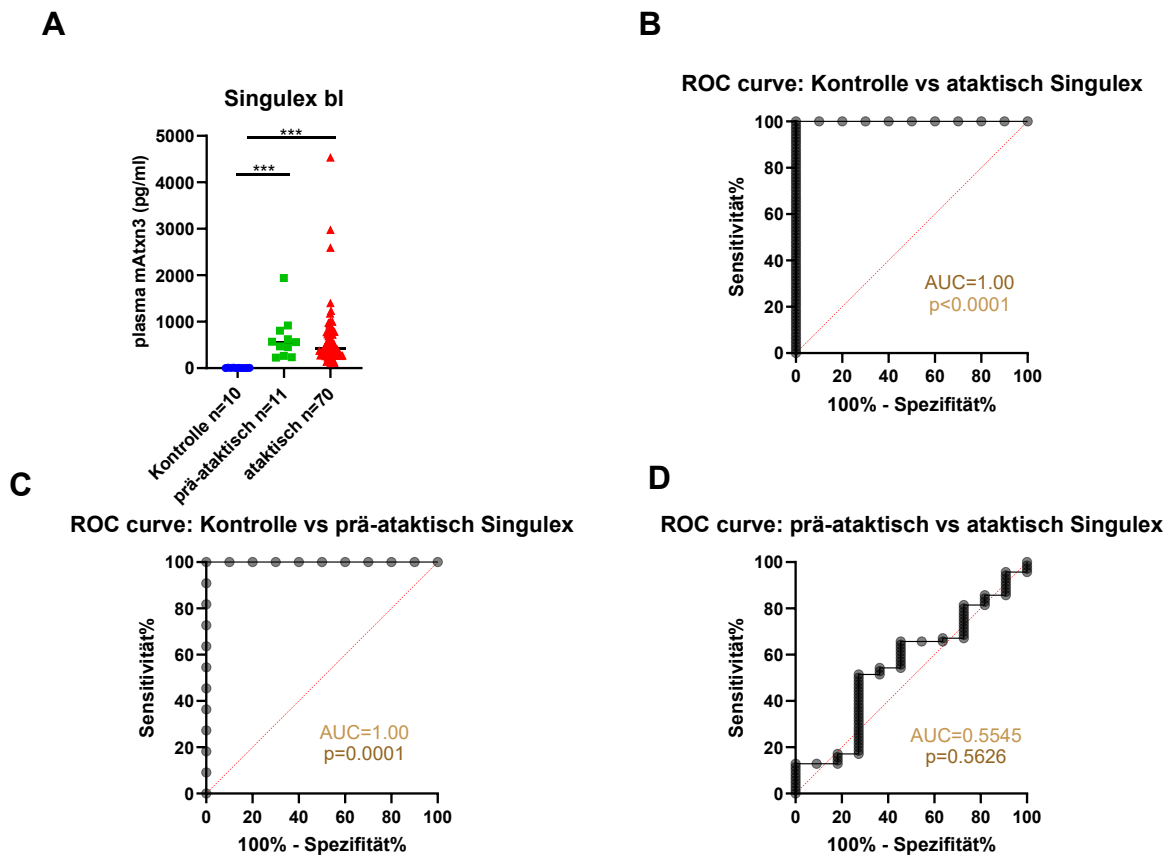 A
Singulex bl
plasma mAtxn3 (pg/ml)
5000
4000
3000
2000
1000
0
***
***
Kontrolle n=10
prä-ataktisch n=11
ataktisch n=70
B
ROC curve: Kontrolle vs ataktisch Singulex
Sensitivität%
100
80
60
40
20
0
AUC=1.00
p<0.0001
0 20 40 60 80 100
100% - Spezifität%
C
ROC curve: Kontrolle vs prä-ataktisch Singulex
Sensitivität%
100
80
60
40
20
0
AUC=1.00
p=0.0001
0 20 40 60 80 100
100% - Spezifität%
D
ROC curve: prä-ataktisch vs ataktisch Singulex
Sensitivität%
100
80
60
40
20
0
AUC=0.5545
p=0.5626
0 20 40 60 80 100
100% - Spezifität%